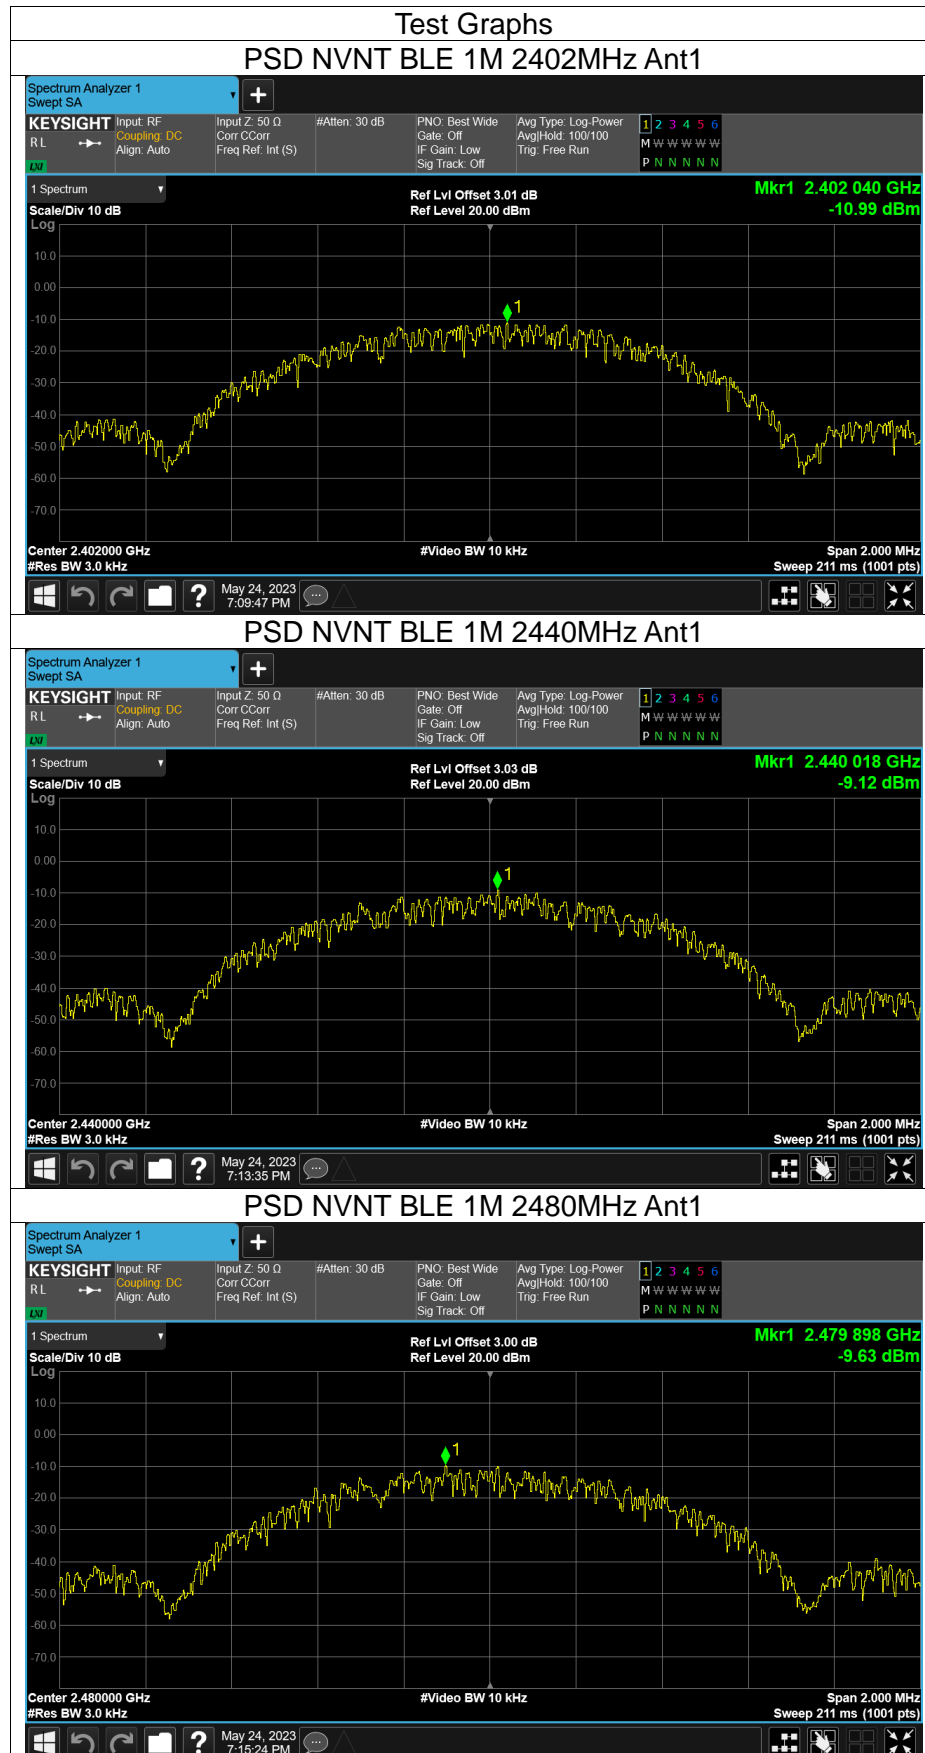 Test Graphs
PSD NVNT BLE 1M 2402MHz Ant1
Spectrum Analyzer 1
Swept SA
+
KEYSIGHT Input: RF Input Z: 50 Ω #Atten: 30 dB PNO: Best Wide Avg Type: Log-Power 1 2 3 4 5 6
RL Coupling: DC Corr CCorr Gate: Off Avg|Hold: 100/100 M W W W W W
Align: Auto Freq Ref: Int (S) IF Gain: Low Trig: Free Run
LXI Sig Track: Off P N N N N N
1 Spectrum Ref Lvl Offset 3.01 dB Mkr1 2.402 040 GHz
Scale/Div 10 dB Ref Level 20.00 dBm -10.99 dBm
Log
10.0
0.00
1
-10.0
-20.0
-30.0
-40.0
-50.0
-60.0
-70.0
Center 2.402000 GHz #Video BW 10 kHz Span 2.000 MHz
#Res BW 3.0 kHz Sweep 211 ms (1001 pts)
? May 24, 2023
7:09:47 PM
PSD NVNT BLE 1M 2440MHz Ant1
Spectrum Analyzer 1
Swept SA
+
KEYSIGHT Input: RF Input Z: 50 Ω #Atten: 30 dB PNO: Best Wide Avg Type: Log-Power 1 2 3 4 5 6
RL Coupling: DC Corr CCorr Gate: Off Avg|Hold: 100/100 M W W W W W
Align: Auto Freq Ref: Int (S) IF Gain: Low Trig: Free Run
LXI Sig Track: Off P N N N N N
1 Spectrum Ref Lvl Offset 3.03 dB Mkr1 2.440 018 GHz
Scale/Div 10 dB Ref Level 20.00 dBm -9.12 dBm
Log
10.0
0.00
1
-10.0
-20.0
-30.0
-40.0
-50.0
-60.0
-70.0
Center 2.440000 GHz #Video BW 10 kHz Span 2.000 MHz
#Res BW 3.0 kHz Sweep 211 ms (1001 pts)
? May 24, 2023
7:13:35 PM
PSD NVNT BLE 1M 2480MHz Ant1
Spectrum Analyzer 1
Swept SA
+
KEYSIGHT Input: RF Input Z: 50 Ω #Atten: 30 dB PNO: Best Wide Avg Type: Log-Power 1 2 3 4 5 6
RL Coupling: DC Corr CCorr Gate: Off Avg|Hold: 100/100 M W W W W W
Align: Auto Freq Ref: Int (S) IF Gain: Low Trig: Free Run
LXI Sig Track: Off P N N N N N
1 Spectrum Ref Lvl Offset 3.00 dB Mkr1 2.479 898 GHz
Scale/Div 10 dB Ref Level 20.00 dBm -9.63 dBm
Log
10.0
0.00
1
-10.0
-20.0
-30.0
-40.0
-50.0
-60.0
-70.0
Center 2.480000 GHz #Video BW 10 kHz Span 2.000 MHz
#Res BW 3.0 kHz Sweep 211 ms (1001 pts)
? May 24, 2023
7:15:24 PM